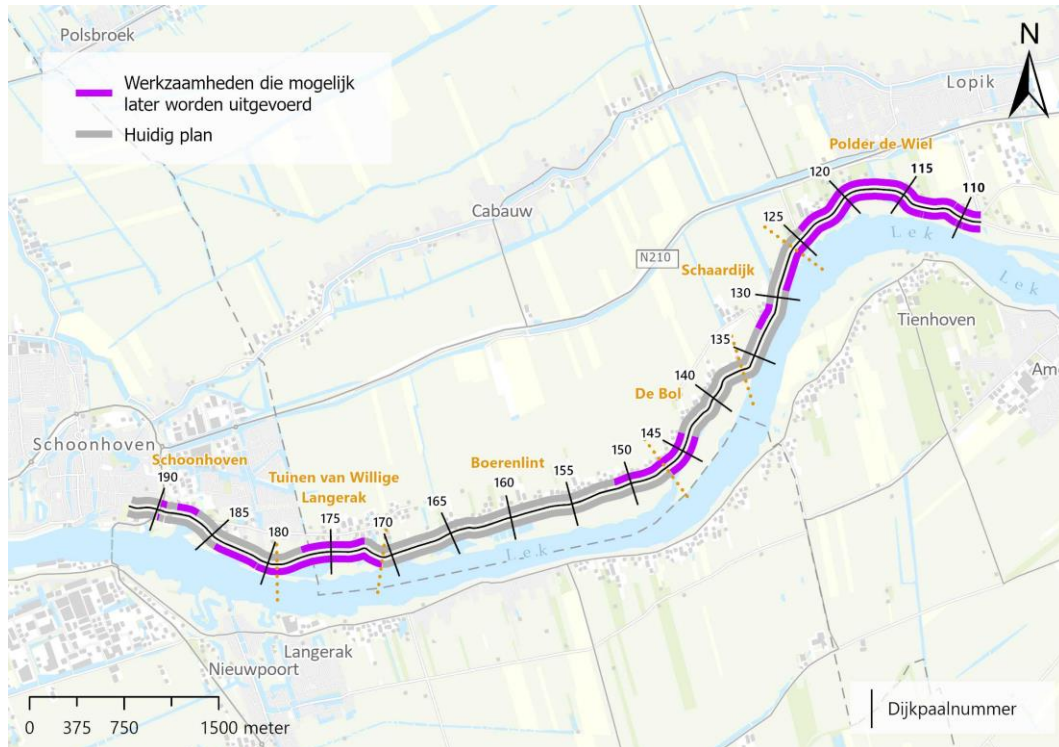 Polsbroek
Werkzaamheden die mogelijk
later worden uitgevoerd
Huidig plan
N
Lopik
Polder de Wiel
120
115
110
125
Cabauw
Lek
N210
Schaardijk
Lek
130
Tienhoven
135
Ame
140
De Bol
Schoonhoven
145
Schoonhoven
190
Tuinen van Willige
Langerak
Boerenlint
150
155
160
165
170
175
180
185
Lek
Langerak
Nieuwpoort
0 375 750 1500 meter
Dijkpaalnummer